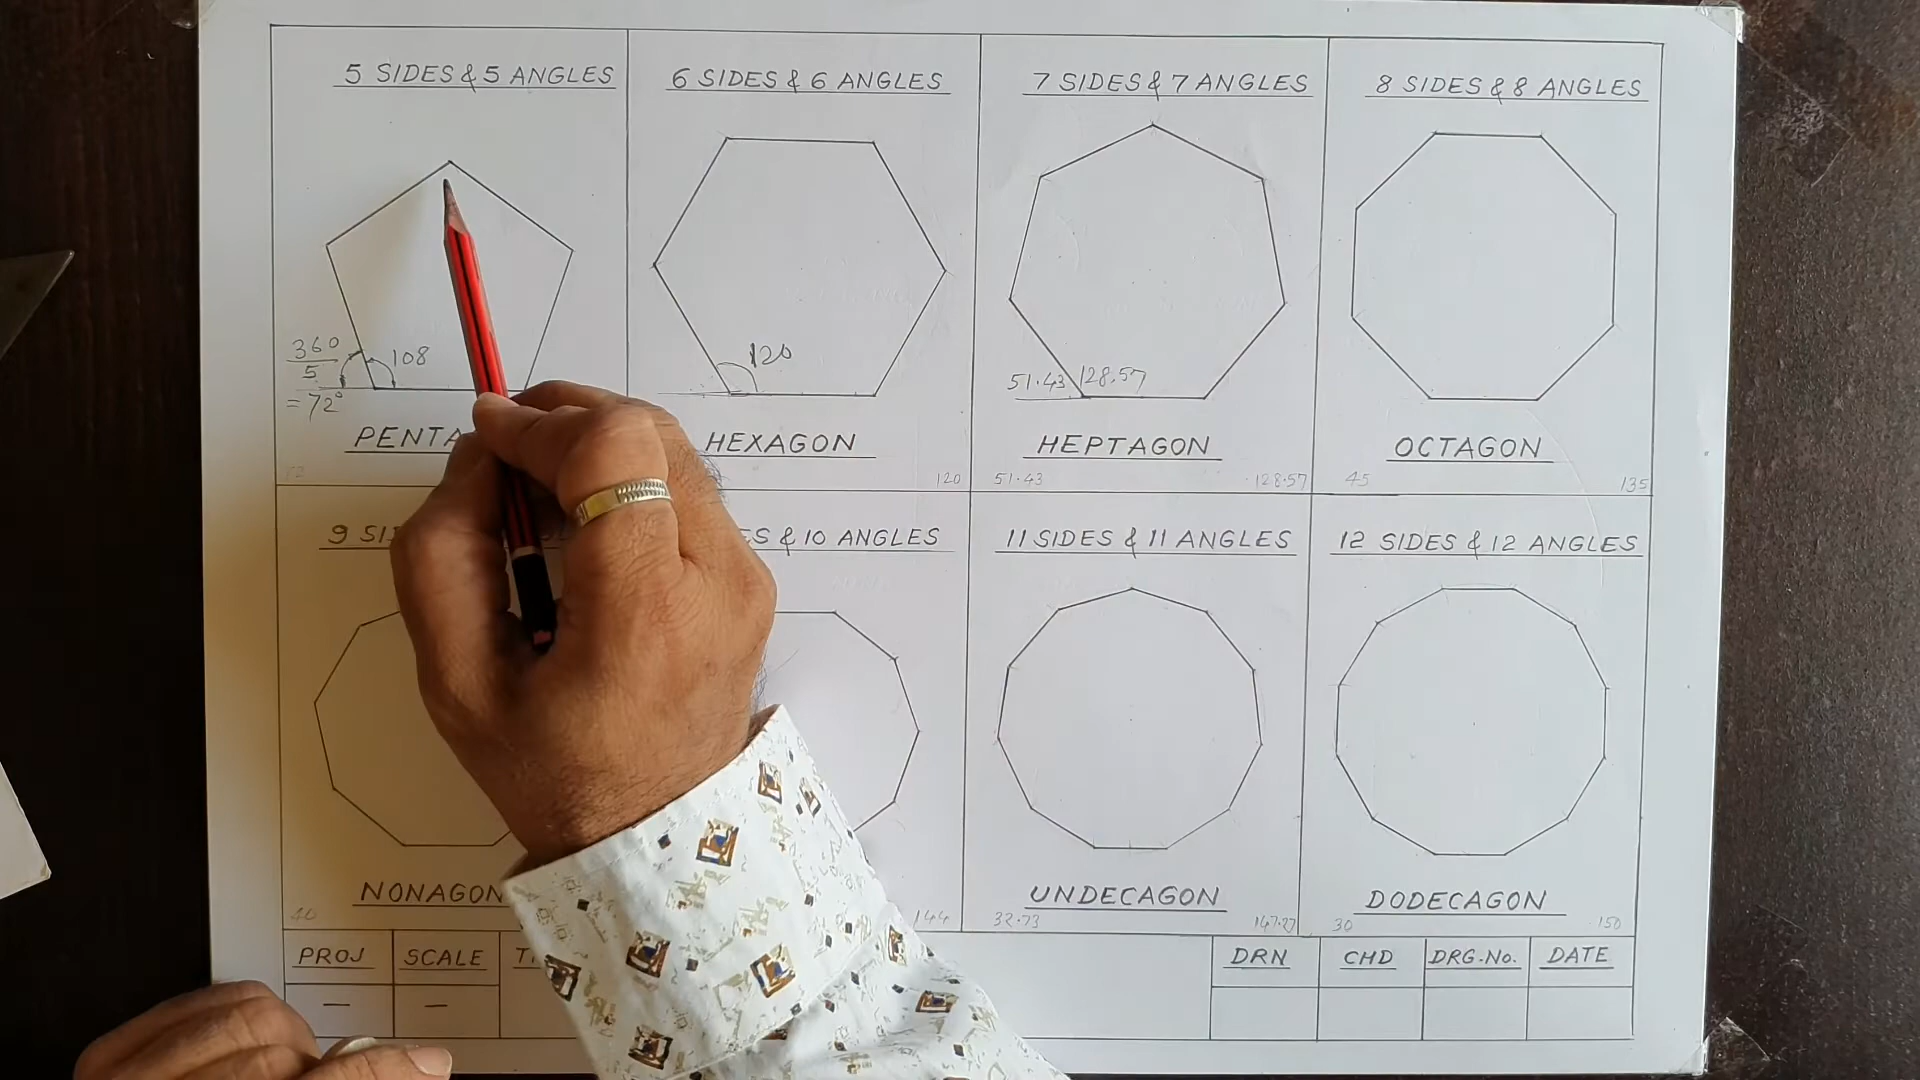 5 SIDES & 5 ANGLES
360
5
= 72°
108
PENTA
6 SIDES & 6 ANGLES
120
HEXAGON
120
7 SIDES & 7 ANGLES
51.43 128.57
HEPTAGON
51.43 128.57
8 SIDES & 8 ANGLES
OCTAGON
45 135
9 SI
NONAGON
40
ES & 10 ANGLES
144
11 SIDES & 11 ANGLES
UNDECAGON
32.73 147.27
12 SIDES & 12 ANGLES
DODECAGON
30 150
PROJ SCALE
— —
DRN CHD DRG.No. DATE